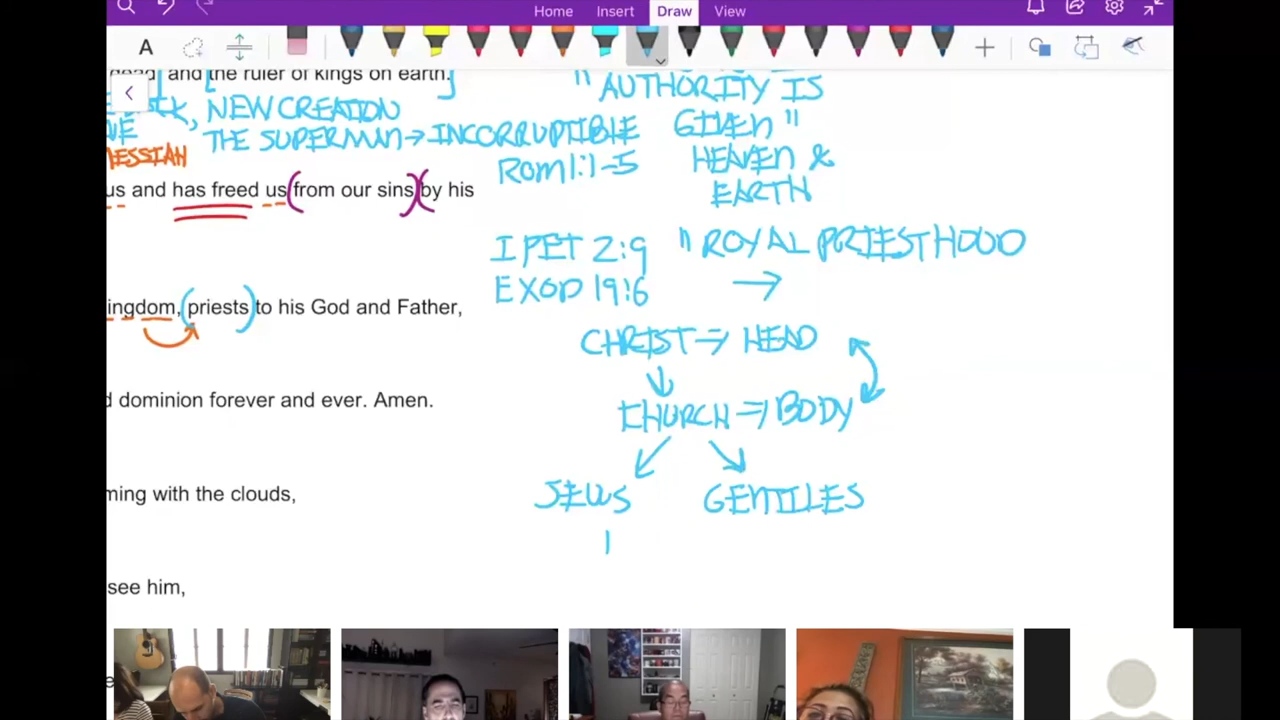 Home Insert Draw View
A
dead] and [the ruler of kings on earth.]
" AUTHORITY IS
NEW CREATION
GIVEN "
THE SUPERMAN → INCORRUPTIBLE
MESSIAH
HEAVEN &
Rom 1:1-5
EARTH
us and has freed us (from our sins) (by his
I PET 2:9 " ROYAL PRIESTHOOD
EXOD 19:6 →
ingdom, (priests) to his God and Father,
CHRIST ⇒ HEAD
d dominion forever and ever. Amen.
CHURCH ⇒ BODY
ming with the clouds,
JEWS GENTILES
see him,